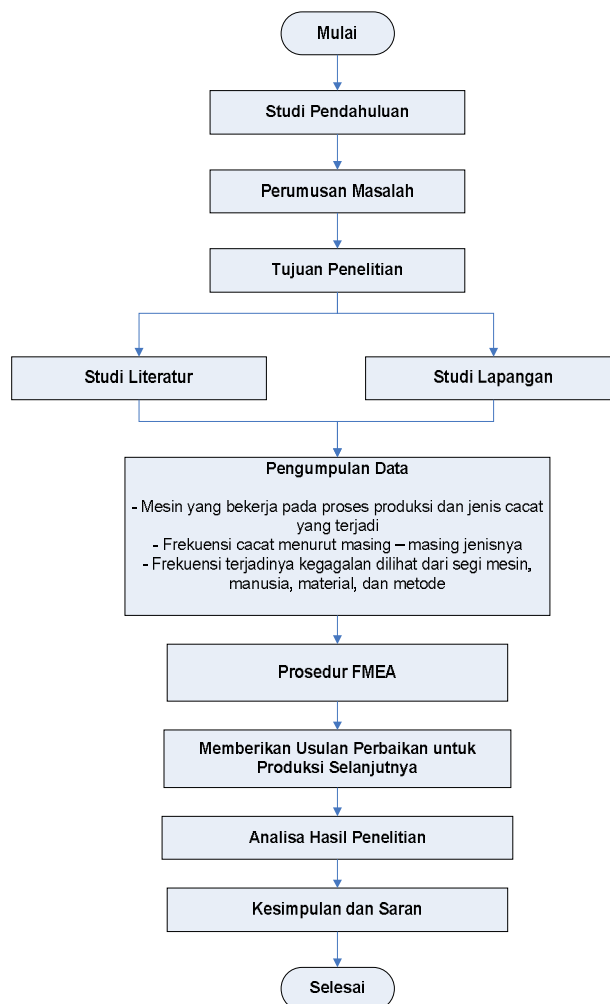 Mulai
Studi Pendahuluan
Perumusan Masalah
Tujuan Penelitian
Studi Literatur
Studi Lapangan
Pengumpulan Data
- Mesin yang bekerja pada proses produksi dan jenis cacat
yang terjadi
- Frekuensi cacat menurut masing – masing jenisnya
- Frekuensi terjadinya kegagalan dilihat dari segi mesin,
manusia, material, dan metode
Prosedur FMEA
Memberikan Usulan Perbaikan untuk
Produksi Selanjutnya
Analisa Hasil Penelitian
Kesimpulan dan Saran
Selesai